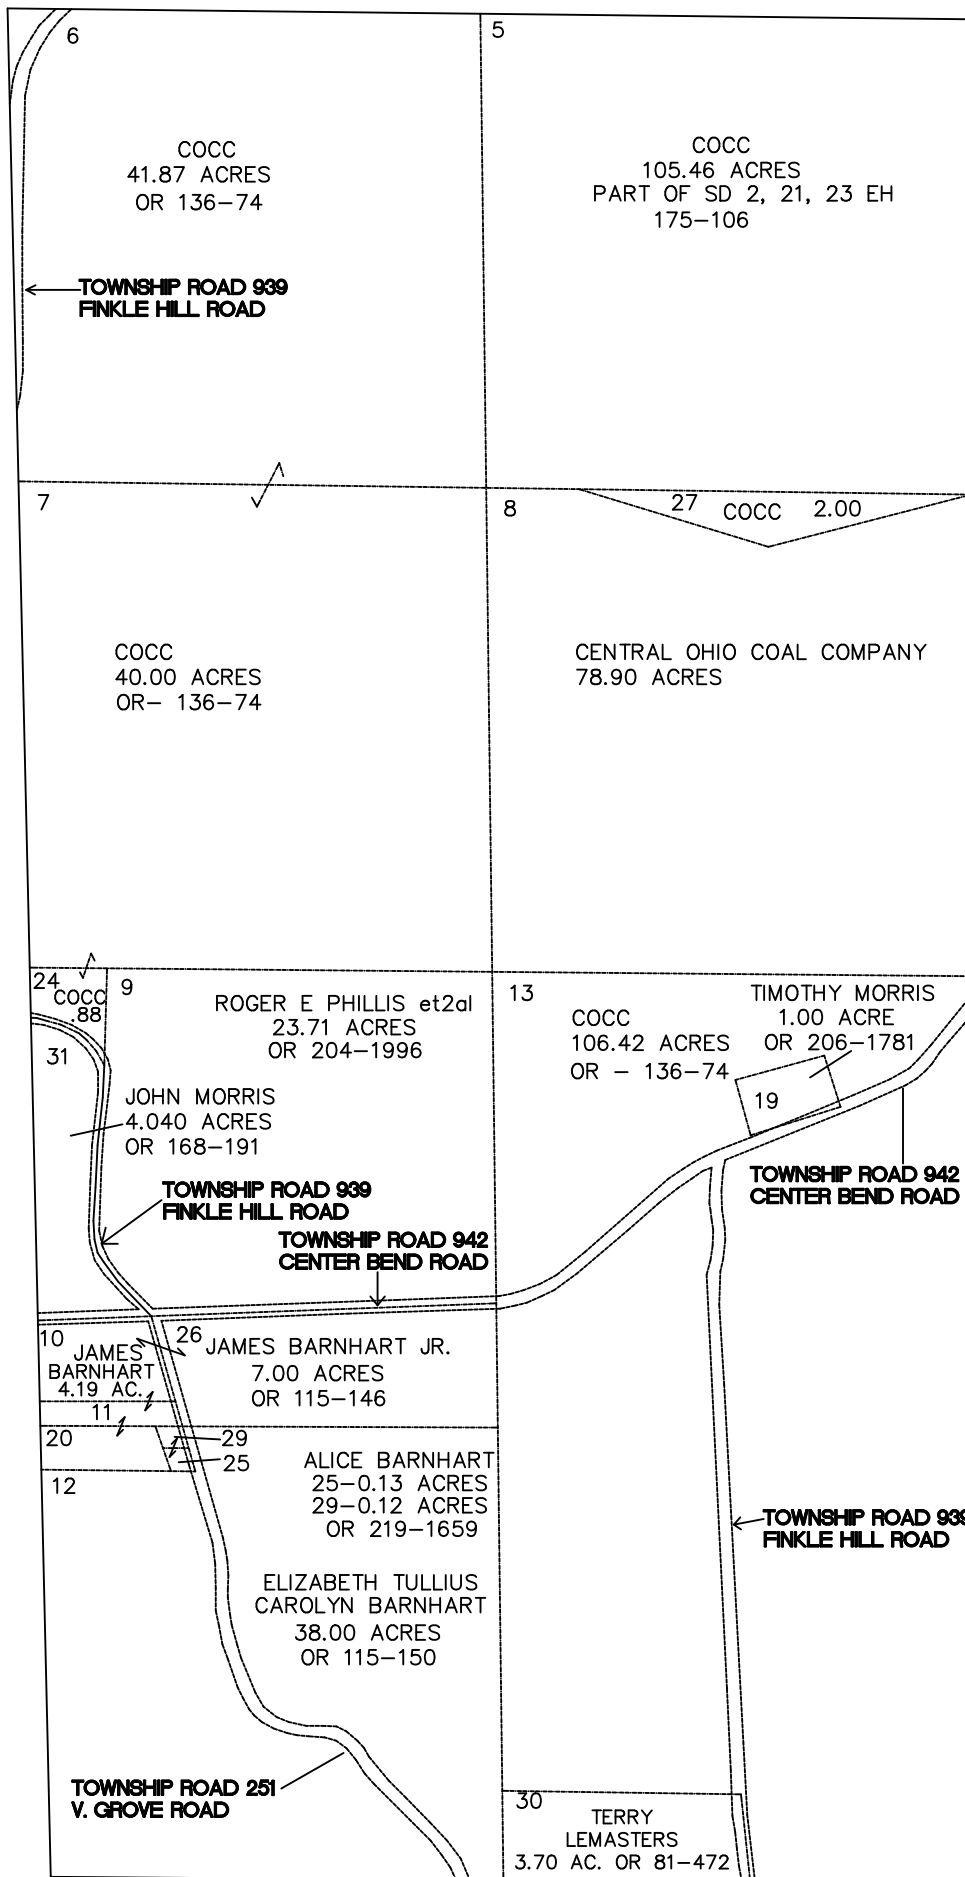 6
5
COCC
41.87 ACRES
OR 136-74
COCC
105.46 ACRES
PART OF SD 2, 21, 23 EH
175-106
TOWNSHIP ROAD 939
FINKLE HILL ROAD
7
8
27
COCC 2.00
COCC
40.00 ACRES
OR- 136-74
CENTRAL OHIO COAL COMPANY
78.90 ACRES
24
COCC
.88
9
ROGER E PHILLIS et2al
23.71 ACRES
OR 204-1996
13
COCC
106.42 ACRES
OR - 136-74
TIMOTHY MORRIS
1.00 ACRE
OR 206-1781
19
31
JOHN MORRIS
4.040 ACRES
OR 168-191
TOWNSHIP ROAD 939
FINKLE HILL ROAD
TOWNSHIP ROAD 942
CENTER BEND ROAD
TOWNSHIP ROAD 942
CENTER BEND ROAD
10
JAMES
BARNHART
4.19 AC.
26
JAMES BARNHART JR.
7.00 ACRES
OR 115-146
11
20
29
25
12
ALICE BARNHART
25-0.13 ACRES
29-0.12 ACRES
OR 219-1659
TOWNSHIP ROAD 939
FINKLE HILL ROAD
ELIZABETH TULLIUS
CAROLYN BARNHART
38.00 ACRES
OR 115-150
TOWNSHIP ROAD 251
V. GROVE ROAD
30
TERRY
LEMASTERS
3.70 AC. OR 81-472